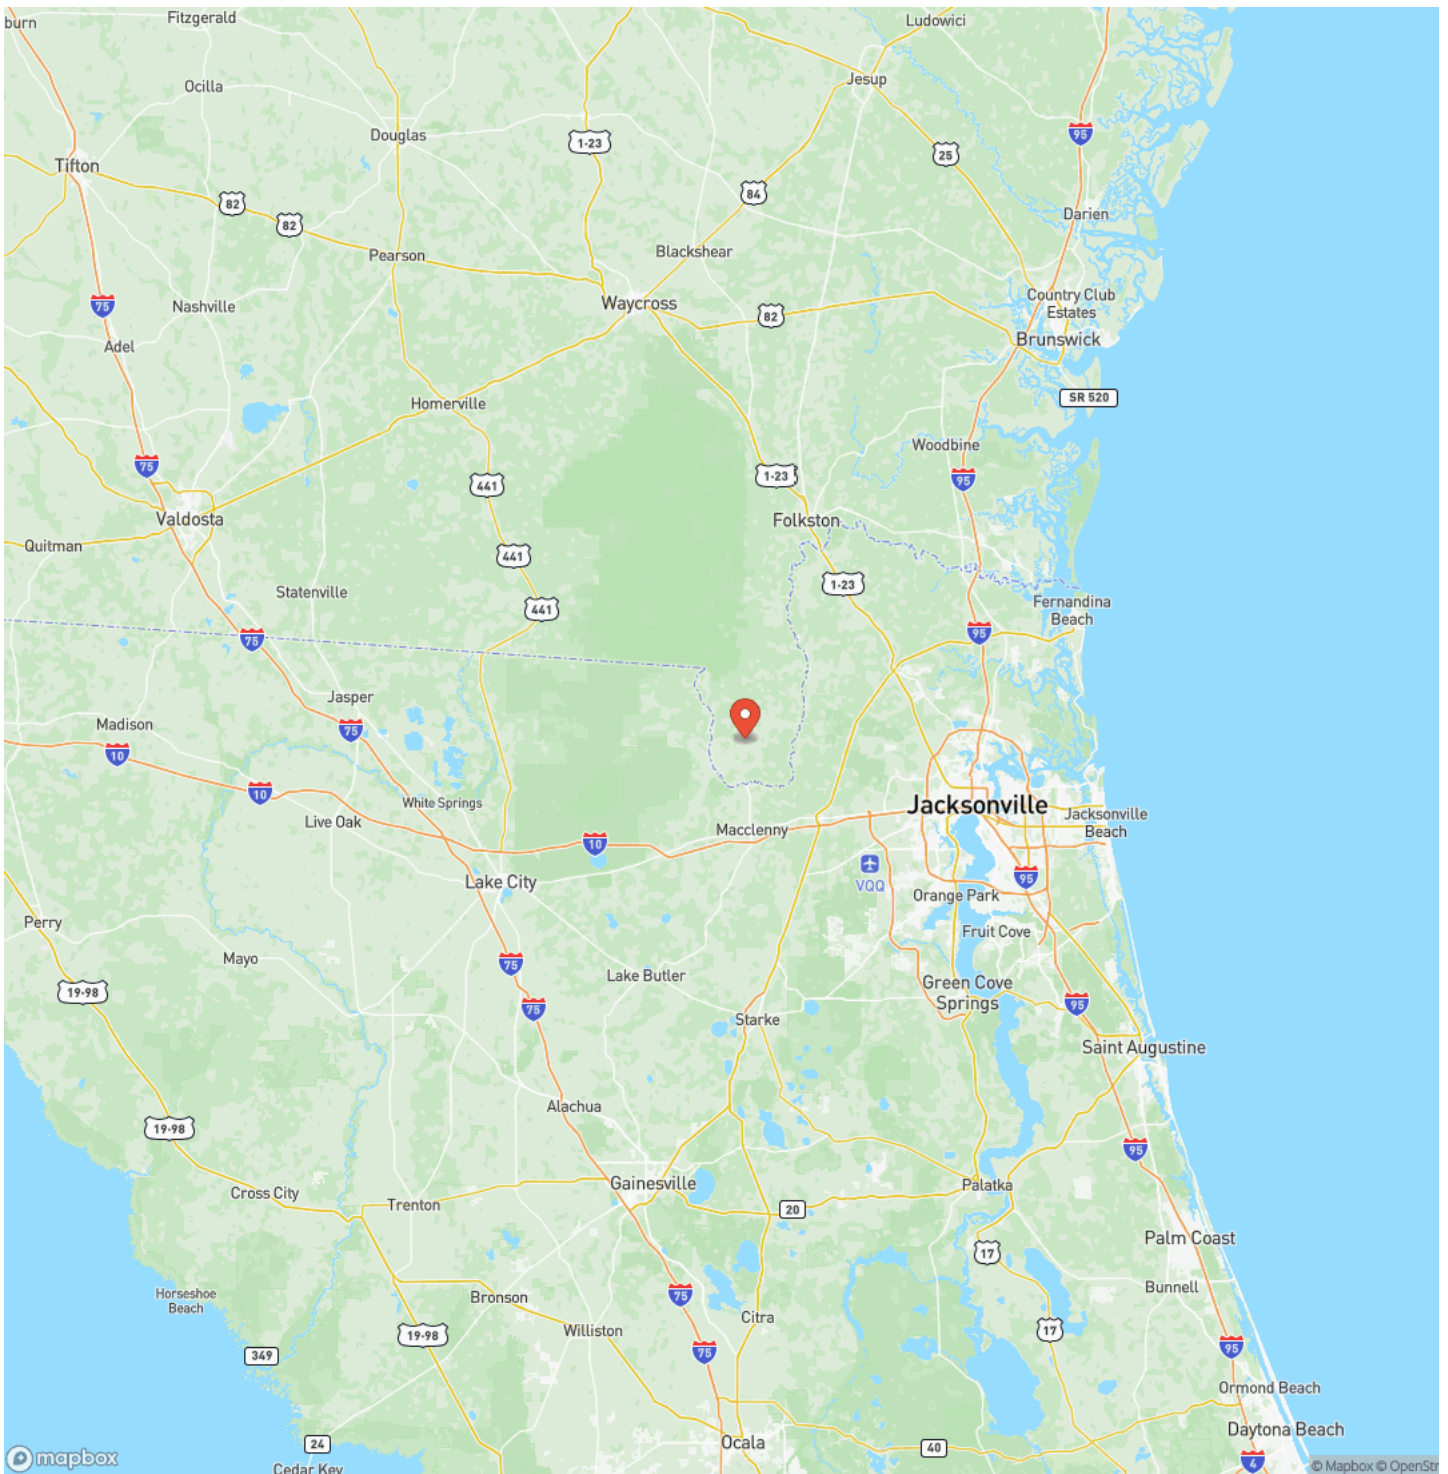 burn
Fitzgerald
Ludowici
Jesup
Ocilla
Douglas
1-23
95
25
Tifton
82
84
82
Darien
Pearson
Blackshear
75
Nashville
Waycross
82
Country Club
Estates
Adel
Brunswick
Homerville
SR 520
Woodbine
75
441
1-23
95
Valdosta
Folkston
Quitman
441
1-23
Statenville
441
Fernandina
Beach
75
95
Jasper
Madison
75
10
10
White Springs
Live Oak
Jacksonville
Jacksonville
Beach
Macclenny
10
VQQ
95
Lake City
Orange Park
Perry
Fruit Cove
Mayo
75
Lake Butler
Green Cove
Springs
19-98
75
95
Starke
Saint Augustine
Alachua
19-98
95
Gainesville
Palatka
Cross City
Trenton
20
Palm Coast
17
Horseshoe
Beach
Bronson
75
Bunnell
Citra
Williston
19-98
17
349
75
95
Ormond Beach
Daytona Beach
24
Ocala
40
4
Cedar Key
mapbox
© Mapbox © OpenStr